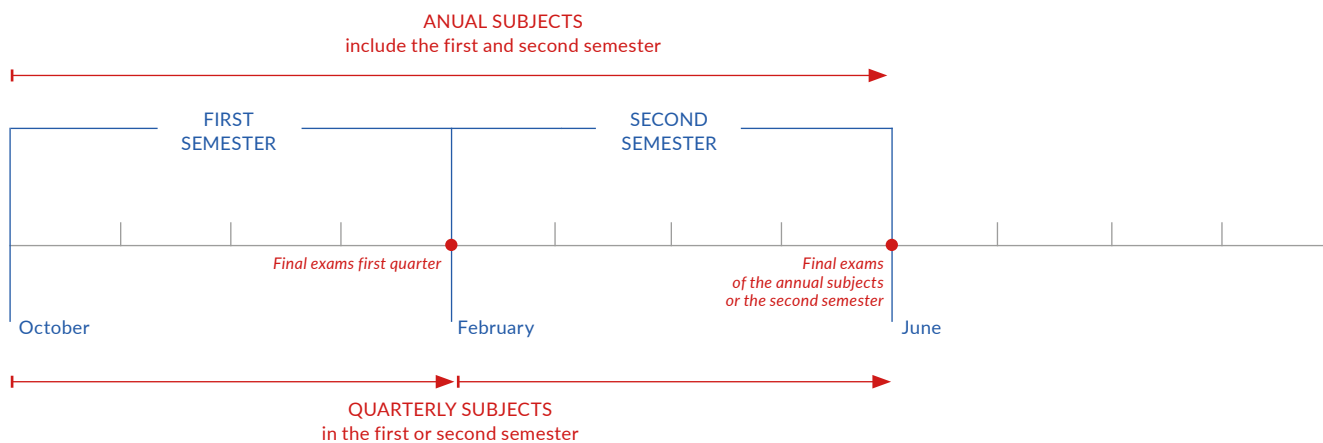 ANUAL SUBJECTS
include the first and second semester
FIRST
SEMESTER
SECOND
SEMESTER
Final exams first quarter
Final exams
of the annual subjects
or the second semester
October
February
June
QUARTERLY SUBJECTS
in the first or second semester